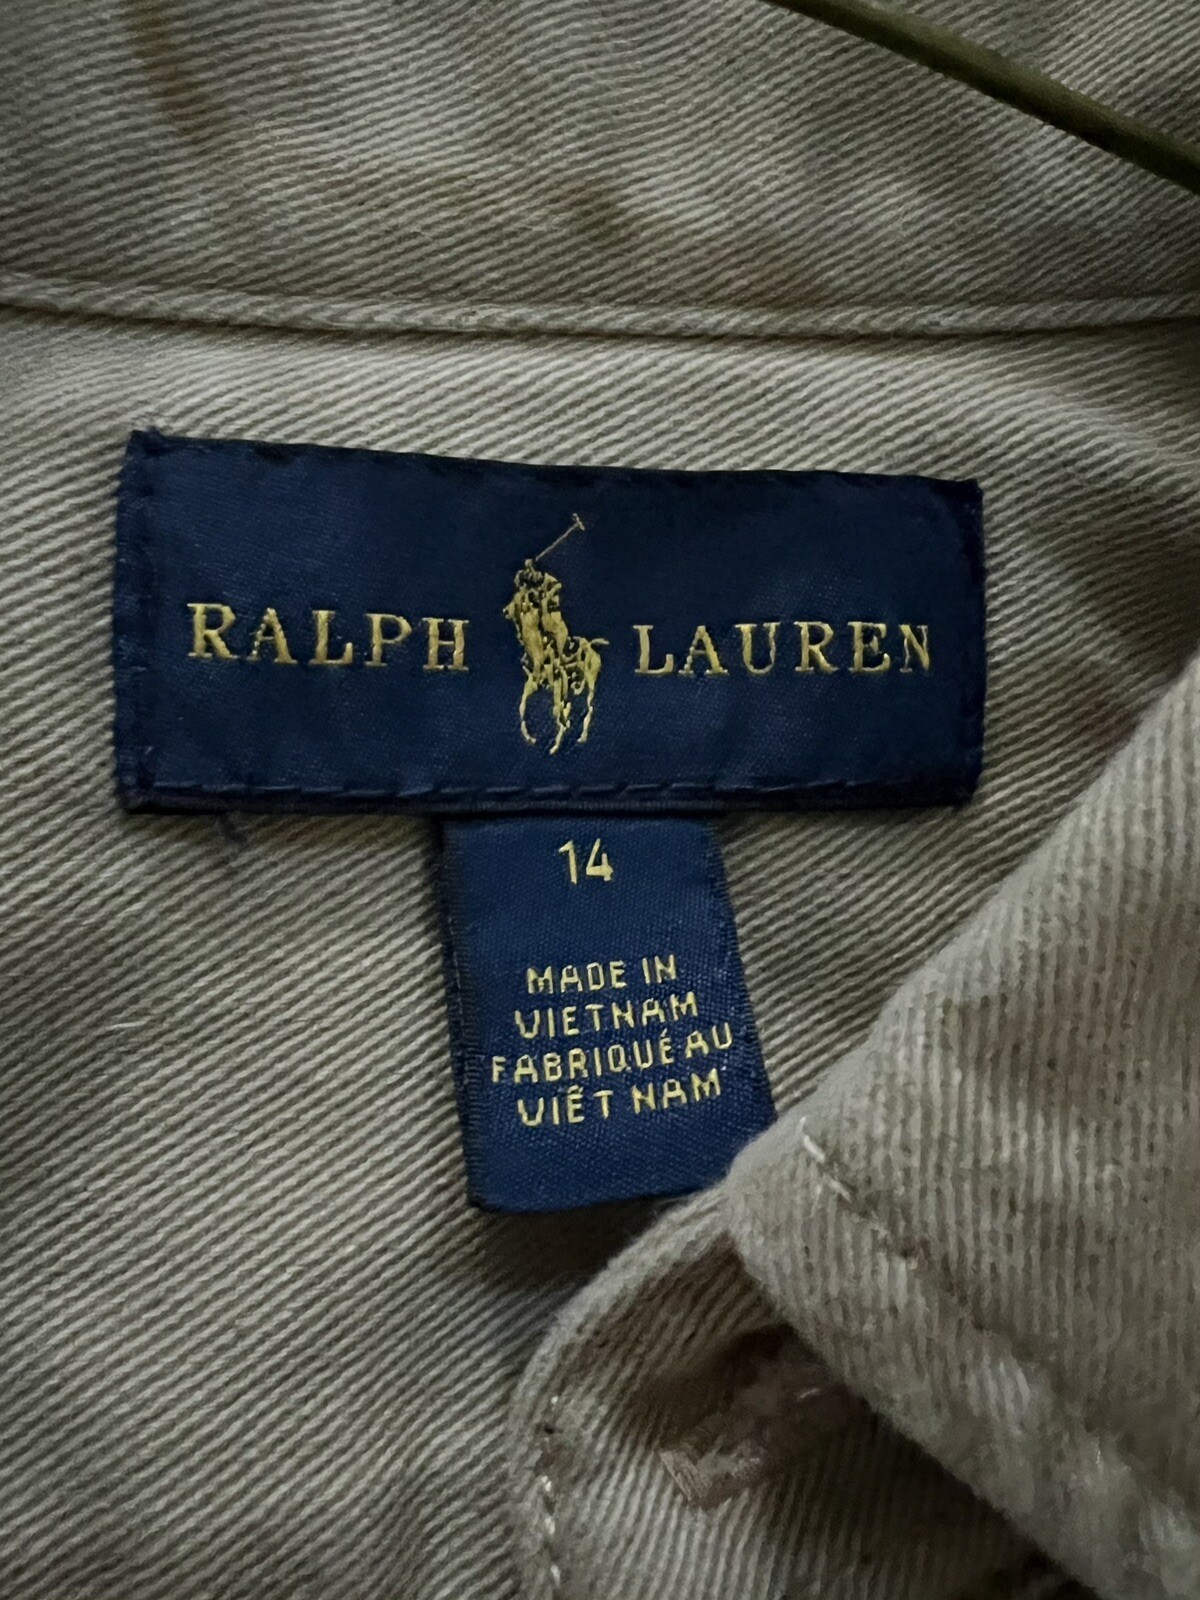 RALPH LAUREN
14
MADE IN
VIETNAM
FABRIQUÉ AU
VIÊT NAM